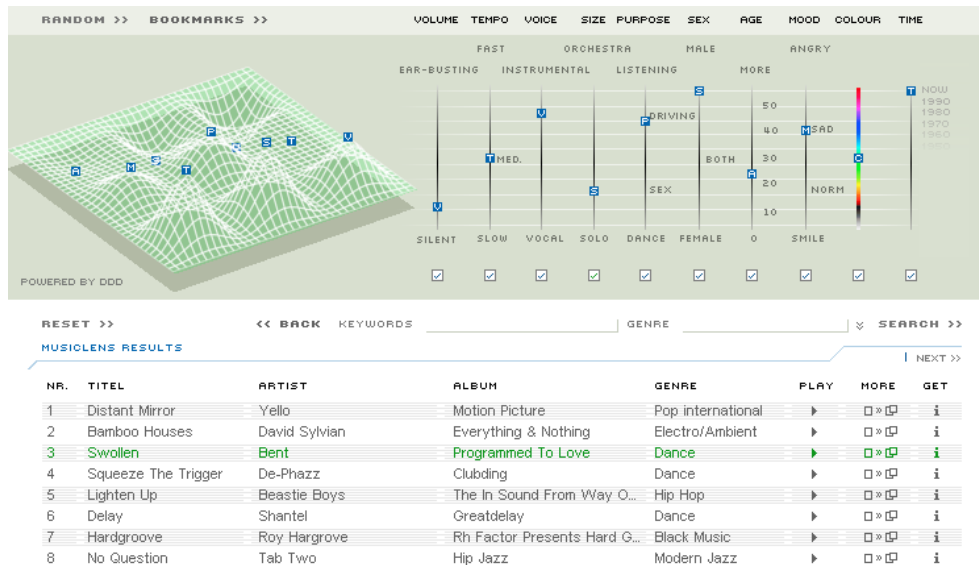 RANDOM >> BOOKMARKS >> VOLUME TEMPO VOICE SIZE PURPOSE SEX AGE MOOD COLOUR TIME
FAST ORCHESTRA MALE ANGRY
EAR-BUSTING INSTRUMENTAL LISTENING MORE
NOW
1990
50 1980
V P DRIVING 1970
40 M SAD 1960
T MED. BOTH 30 C
A 20
S SEX NORM
V 10
SILENT SLOW VOCAL SOLO DANCE FEMALE 0 SMILE
POWERED BY DDD
RESET >> << BACK KEYWORDS GENRE SEARCH >>
MUSICLENS RESULTS
NEXT >>
NR. TITEL ARTIST ALBUM GENRE PLAY MORE GET
1 Distant Mirror Yello Motion Picture Pop international
2 Bamboo Houses David Sylvian Everything & Nothing Electro/Ambient
3 Swollen Bent Programmed To Love Dance
4 Squeeze The Trigger De-Phazz Clubding Dance
5 Lighten Up Beastie Boys The In Sound From Way O... Hip Hop
6 Delay Shantel Greatdelay Dance
7 Hardgroove Roy Hargrove Rh Factor Presents Hard G... Black Music
8 No Question Tab Two Hip Jazz Modern Jazz